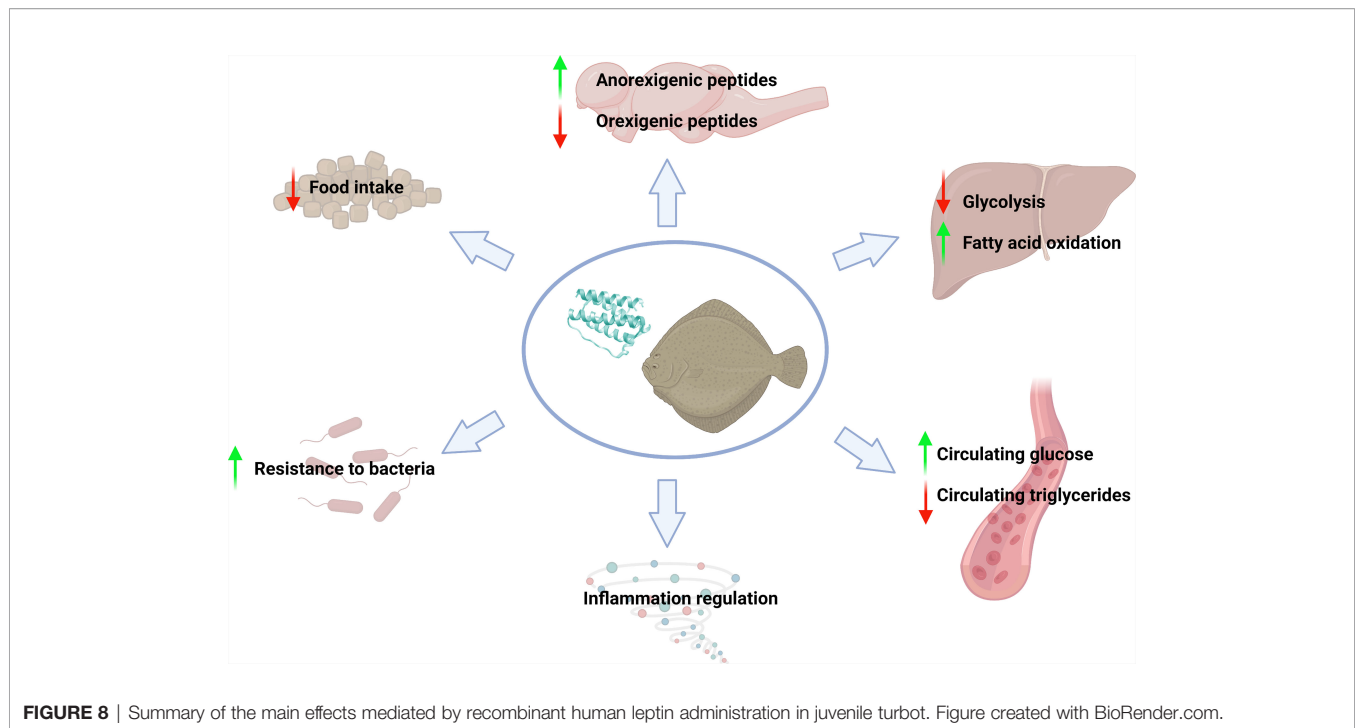 Anorexigenic peptides
Orexigenic peptides
Food intake
Glycolysis
Fatty acid oxidation
Resistance to bacteria
Circulating glucose
Circulating triglycerides
Inflammation regulation
FIGURE 8 | Summary of the main effects mediated by recombinant human leptin administration in juvenile turbot. Figure created with BioRender.com.